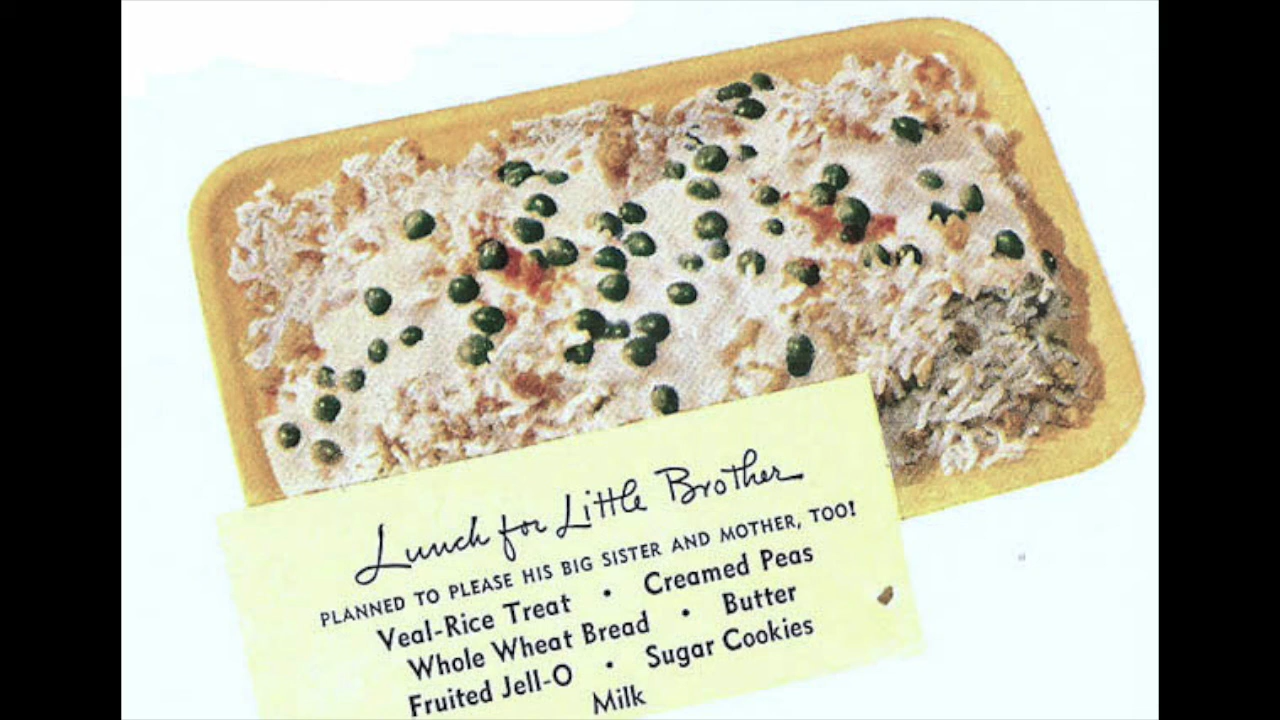 Lunch for Little Brother
PLANNED TO PLEASE HIS BIG SISTER AND MOTHER, TOO!
Veal-Rice Treat • Creamed Peas
Whole Wheat Bread • Butter
Fruited Jell-O • Sugar Cookies
Milk